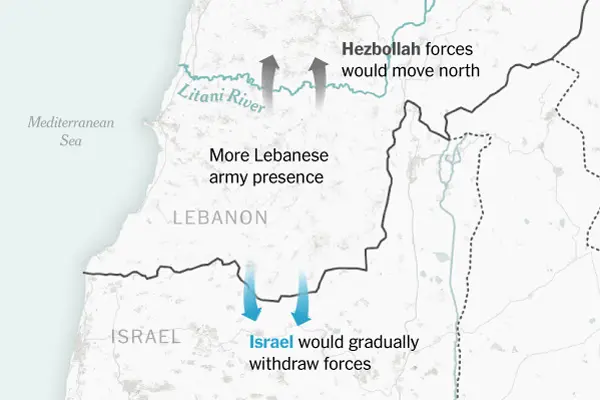 Hezbollah forces
would move north
Litani River
Mediterranean
Sea
More Lebanese
army presence
LEBANON
ISRAEL
Israel would gradually
withdraw forces